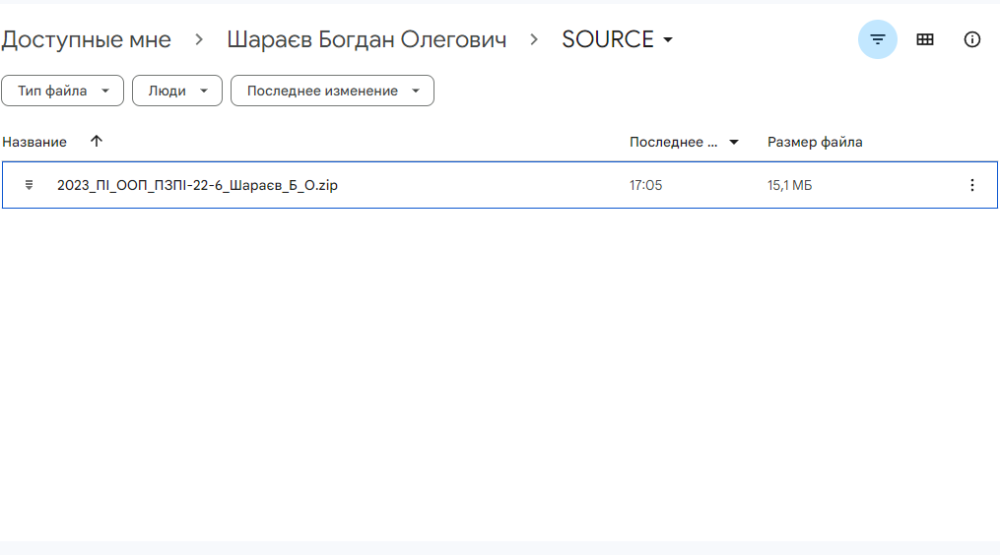 Доступные мне > Шараєв Богдан Олегович > SOURCE
Тип файла Люди Последнее изменение
Название Последнее ... Размер файла
2023_ПІ_ООП_ПЗПІ-22-6_Шараєв_Б_О.zip 17:05 15,1 МБ